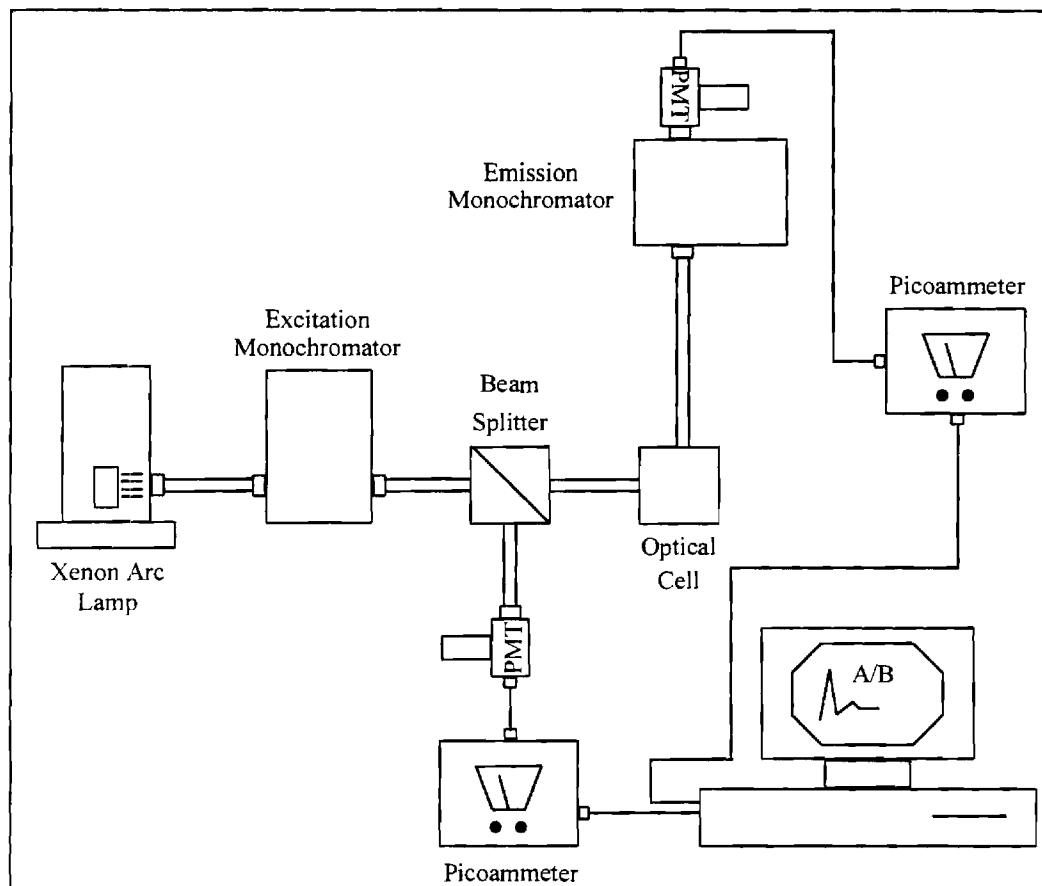 PMT
Emission
Monochromator
Picoammeter
Excitation
Monochromator
Beam
Splitter
Xenon Arc
Lamp
Optical
Cell
PMT
A/B
Picoammeter